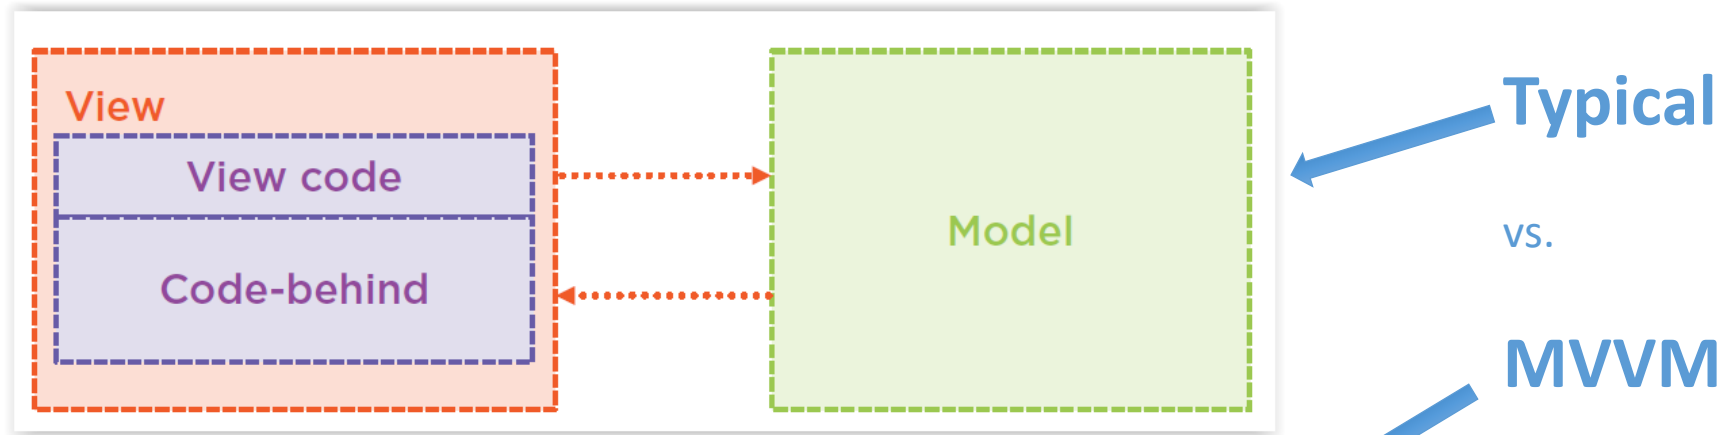 View
View code
Code-behind
Model
Typical
vs.
MVVM